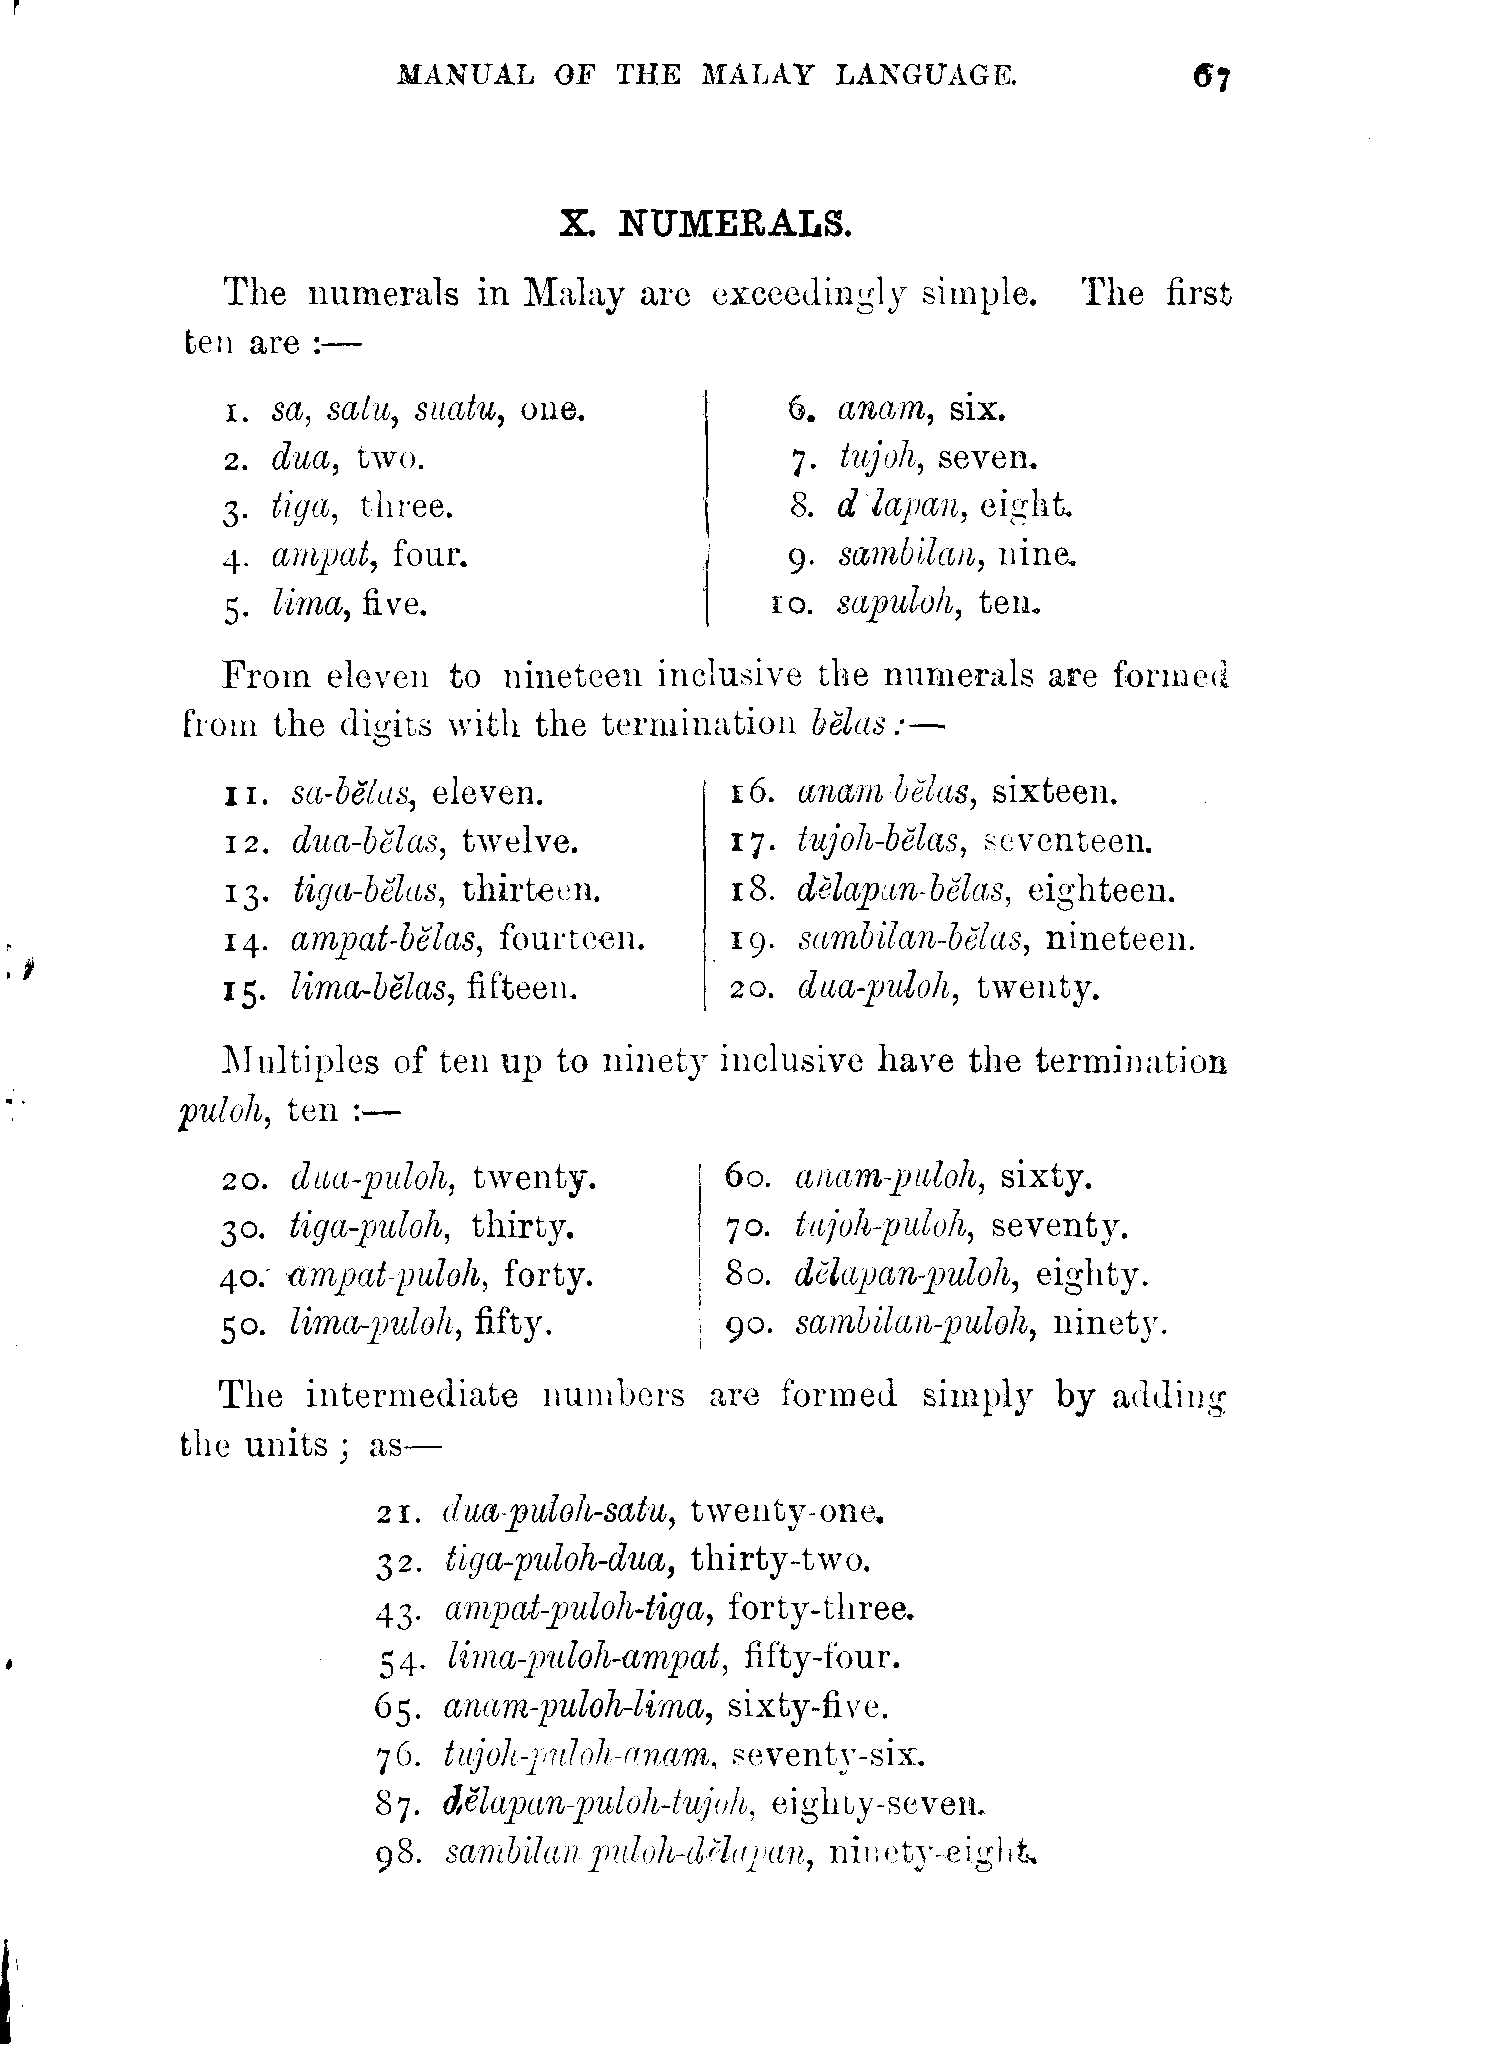 MANUAL OF THE MALAY LANGUAGE. 67
X. NUMERALS.
The numerals in Malay are exceedingly simple. The first
ten are :—
1. sa, satu, suatu, one.
2. dua, two.
3. tiga, three.
4. ampat, four.
5. lima, five.
6. anam, six.
7. tujoh, seven.
8. d lapan, eight.
9. sambilan, nine.
10. sapuloh, ten.
From eleven to nineteen inclusive the numerals are formed
from the digits with the termination bĕlas :—
11. sa-bĕlas, eleven.
12. dua-bĕlas, twelve.
13. tiga-bĕlas, thirteen.
14. ampat-bĕlas, fourteen.
15. lima-bĕlas, fifteen.
16. anam bĕlas, sixteen.
17. tujoh-bĕlas, seventeen.
18. dĕlapan-bĕlas, eighteen.
19. sambilan-bĕlas, nineteen.
20. dua-puloh, twenty.
Multiples of ten up to ninety inclusive have the termination
puloh, ten :—
20. dua-puloh, twenty.
30. tiga-puloh, thirty.
40. ampat-puloh, forty.
50. lima-puloh, fifty.
60. anam-puloh, sixty.
70. tujoh-puloh, seventy.
80. dĕlapan-puloh, eighty.
90. sambilan-puloh, ninety.
The intermediate numbers are formed simply by adding
the units ; as—
21. dua-puloh-satu, twenty-one.
32. tiga-puloh-dua, thirty-two.
43. ampat-puloh-tiga, forty-three.
54. lima-puloh-ampat, fifty-four.
65. anam-puloh-lima, sixty-five.
76. tujoh-puloh-anam, seventy-six.
87. dĕlapan-puloh-tujoh, eighty-seven.
98. sambilan puloh-dĕlapan, ninety-eight.